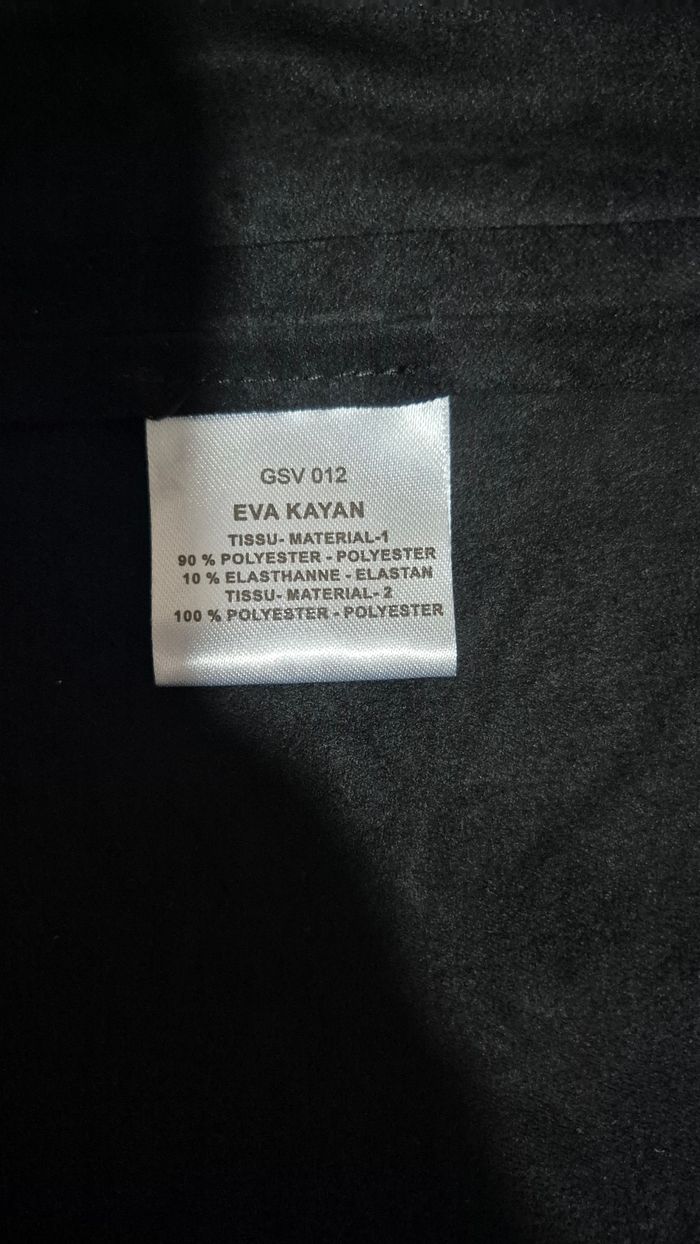 GSV 012
EVA KAYAN
TISSU- MATERIAL-1
90 % POLYESTER - POLYESTER
10 % ELASTHANNE - ELASTAN
TISSU- MATERIAL- 2
100 % POLYESTER - POLYESTER